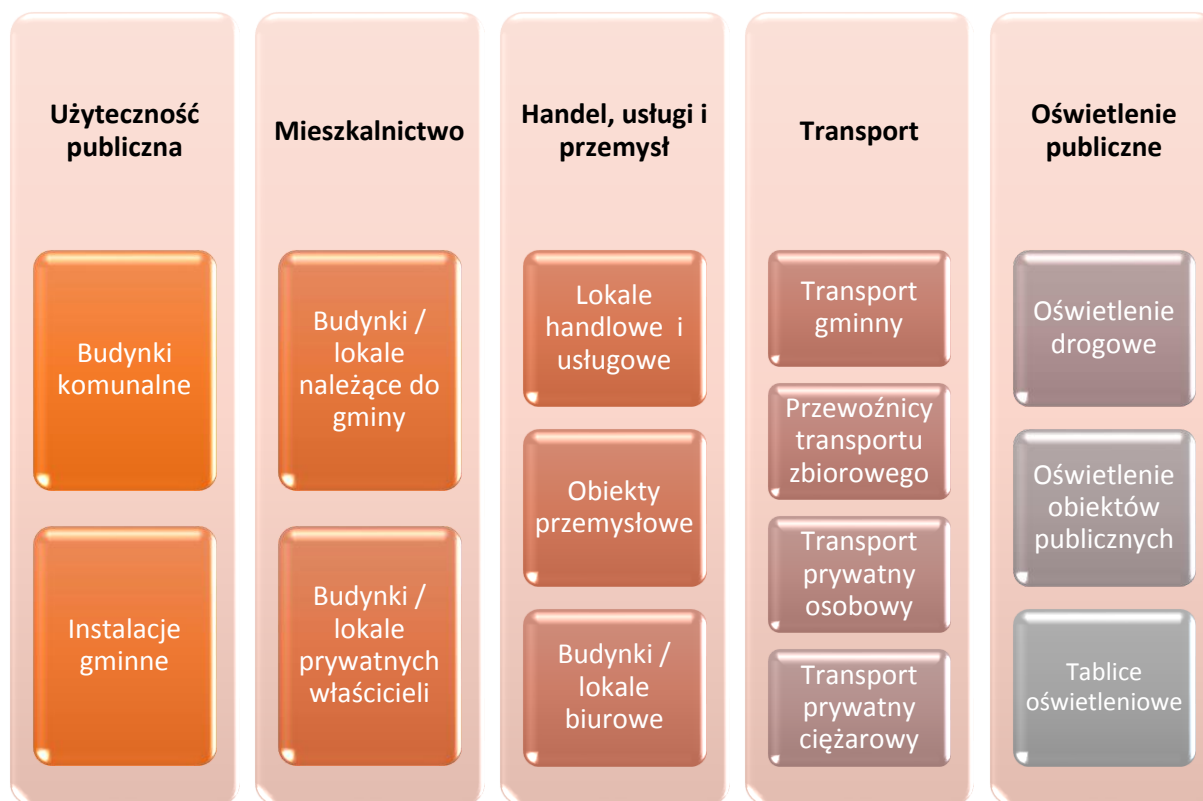 Użyteczność
publiczna
Budynki
komunalne
Instalacje
gminne
Mieszkalnictwo
Budynki /
lokale
należące do
gminy
Budynki /
lokale
prywatnych
właścicieli
Handel, usługi i
przemysł
Lokale
handlowe i
usługowe
Obiekty
przemysłowe
Budynki /
lokale
biurowe
Transport
Transport
gminny
Przewoźnicy
transportu
zbiorowego
Transport
prywatny
osobowy
Transport
prywatny
ciężarowy
Oświetlenie
publiczne
Oświetlenie
drogowe
Oświetlenie
obiektów
publicznych
Tablice
oświetleniowe